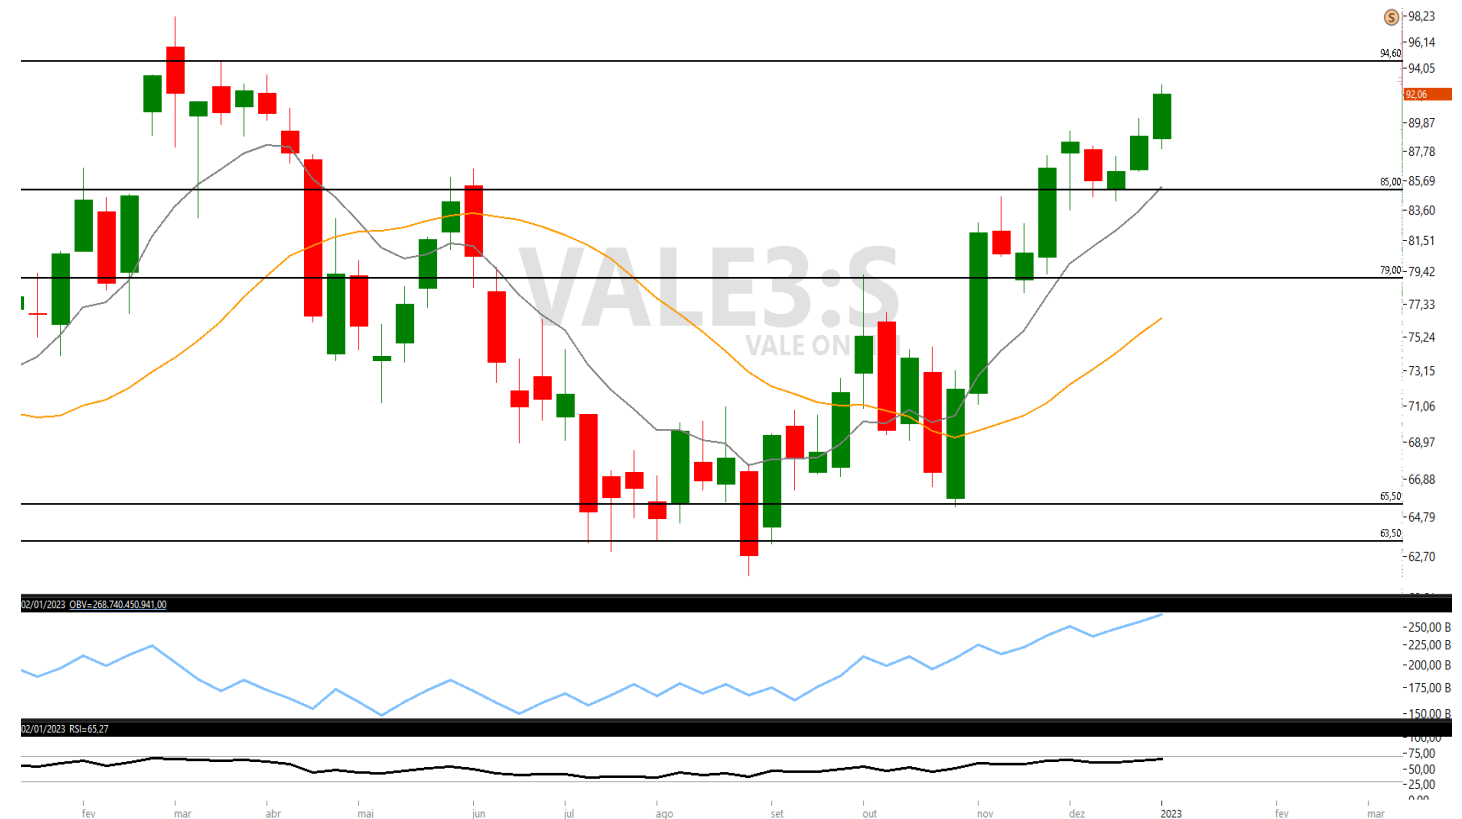 S
98,23
96,14
94,60
94,05
92,06
89,87
87,78
85,69
85,00
83,60
81,51
79,42
79,00
VALE3:S
77,33
75,24
VALE ON
73,15
71,06
68,97
66,88
65,50
64,79
63,50
62,70
02/01/2023 OBV=268.740.450.941,00
250,00 B
225,00 B
200,00 B
175,00 B
150,00 B
02/01/2023 RSI=65,27
100,00
75,00
50,00
25,00
0,00
fev mar abr mai jun jul ago set out nov dez 2023 fev mar